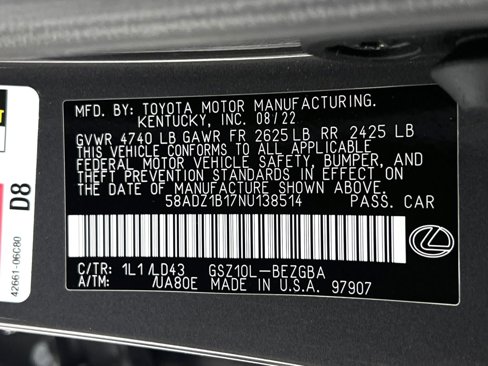 MFD. BY: TOYOTA MOTOR MANUFACTURING.
KENTUCKY, INC. 08/22
GVWR 4740 LB GAWR FR 2625 LB RR 2425 LB
THIS VEHICLE CONFORMS TO ALL APPLICABLE
FEDERAL MOTOR VEHICLE SAFETY, BUMPER, AND
THEFT PREVENTION STANDARDS IN EFFECT ON THE
DATE OF MANUFACTURE SHOWN ABOVE.
58ADZ1B17NU138514 PASS. CAR
C/TR: 1L1/LD43 GSZ10L-BEZGBA
A/TM: /UA80E MADE IN U.S.A. 97907
D8
42661-06C80